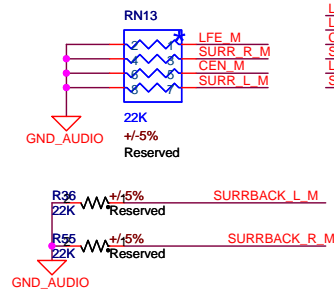 RN13
2 1 LFE_M
4 3 SURR_R_M
6 5 CEN_M
8 7 SURR_L_M
22K
GND_AUDIO
+/-5%
Reserved
R36 +/-5% SURRBACK_L_M
22K Reserved
R55 +/-5% SURRBACK_R_M
22K Reserved
GND_AUDIO